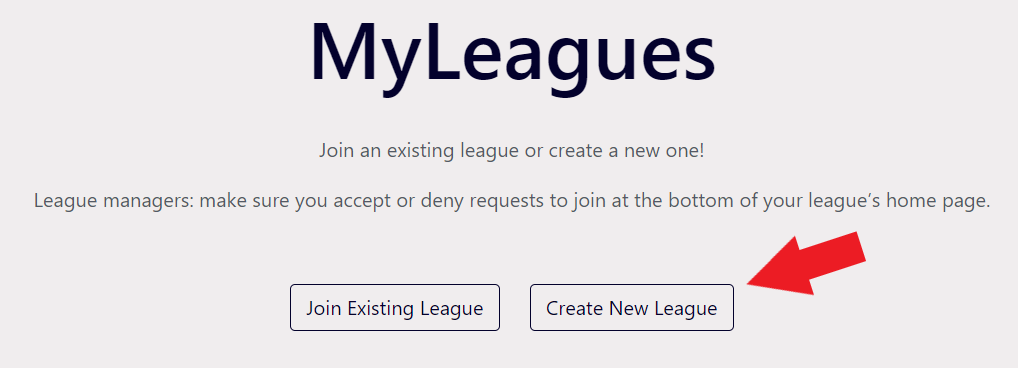 MyLeagues
Join an existing league or create a new one!
League managers: make sure you accept or deny requests to join at the bottom of your league’s home page.
Join Existing League
Create New League